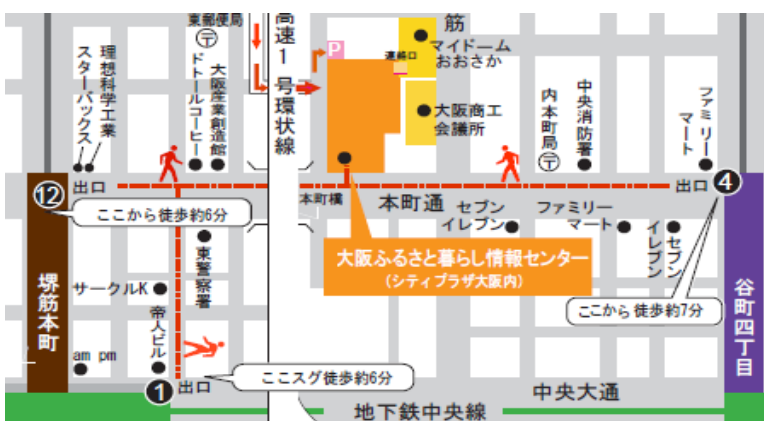 東郵便局
〒
高速1号環状線
筋
P
連絡口
マイドーム
おおさか
大阪商工
会議所
理想科学工業
スターバックス
ドトールコーヒー
大阪産業創造館
内本町局
〒
中央消防署
ファミリー
マート
⑫
出口
ここから徒歩約6分
本町橋
本町通
セブン
イレブン
ファミリー
マート
セブン
イレブン
出口
❹
大阪ふるさと暮らし情報センター
(シティプラザ大阪内)
ここから徒歩約7分
堺筋本町
サークルK
東警察署
帝人ビル
am pm
❶
出口
ここスグ徒歩約6分
谷町四丁目
中央大通
地下鉄中央線